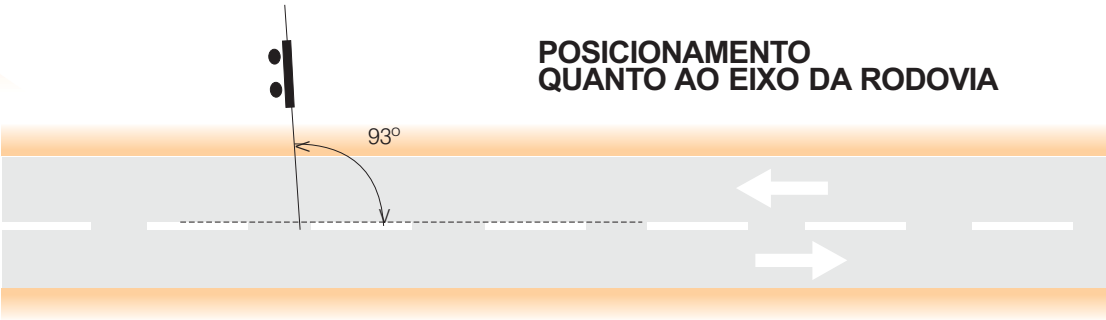 POSICIONAMENTO
QUANTO AO EIXO DA RODOVIA
93º